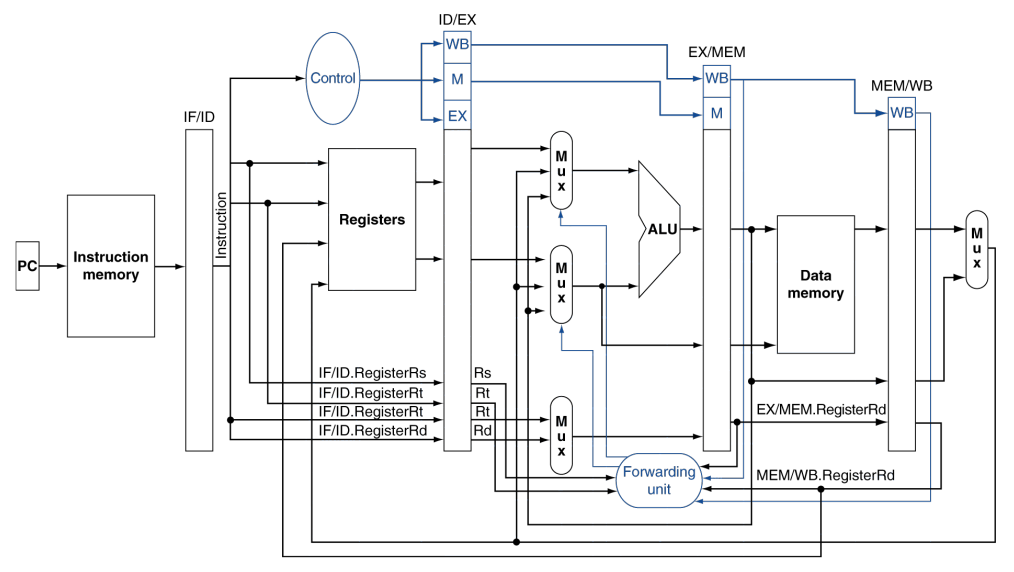 ID/EX
WB
EX/MEM
Control
M
WB
MEM/WB
IF/ID
EX
M
WB
M
u
x
Registers
Instruction
ALU
PC
Instruction
memory
M
u
x
Data
memory
M
u
x
IF/ID.RegisterRs
Rs
IF/ID.RegisterRt
Rt
IF/ID.RegisterRt
Rt
IF/ID.RegisterRd
Rd
M
u
x
EX/MEM.RegisterRd
Forwarding
unit
MEM/WB.RegisterRd